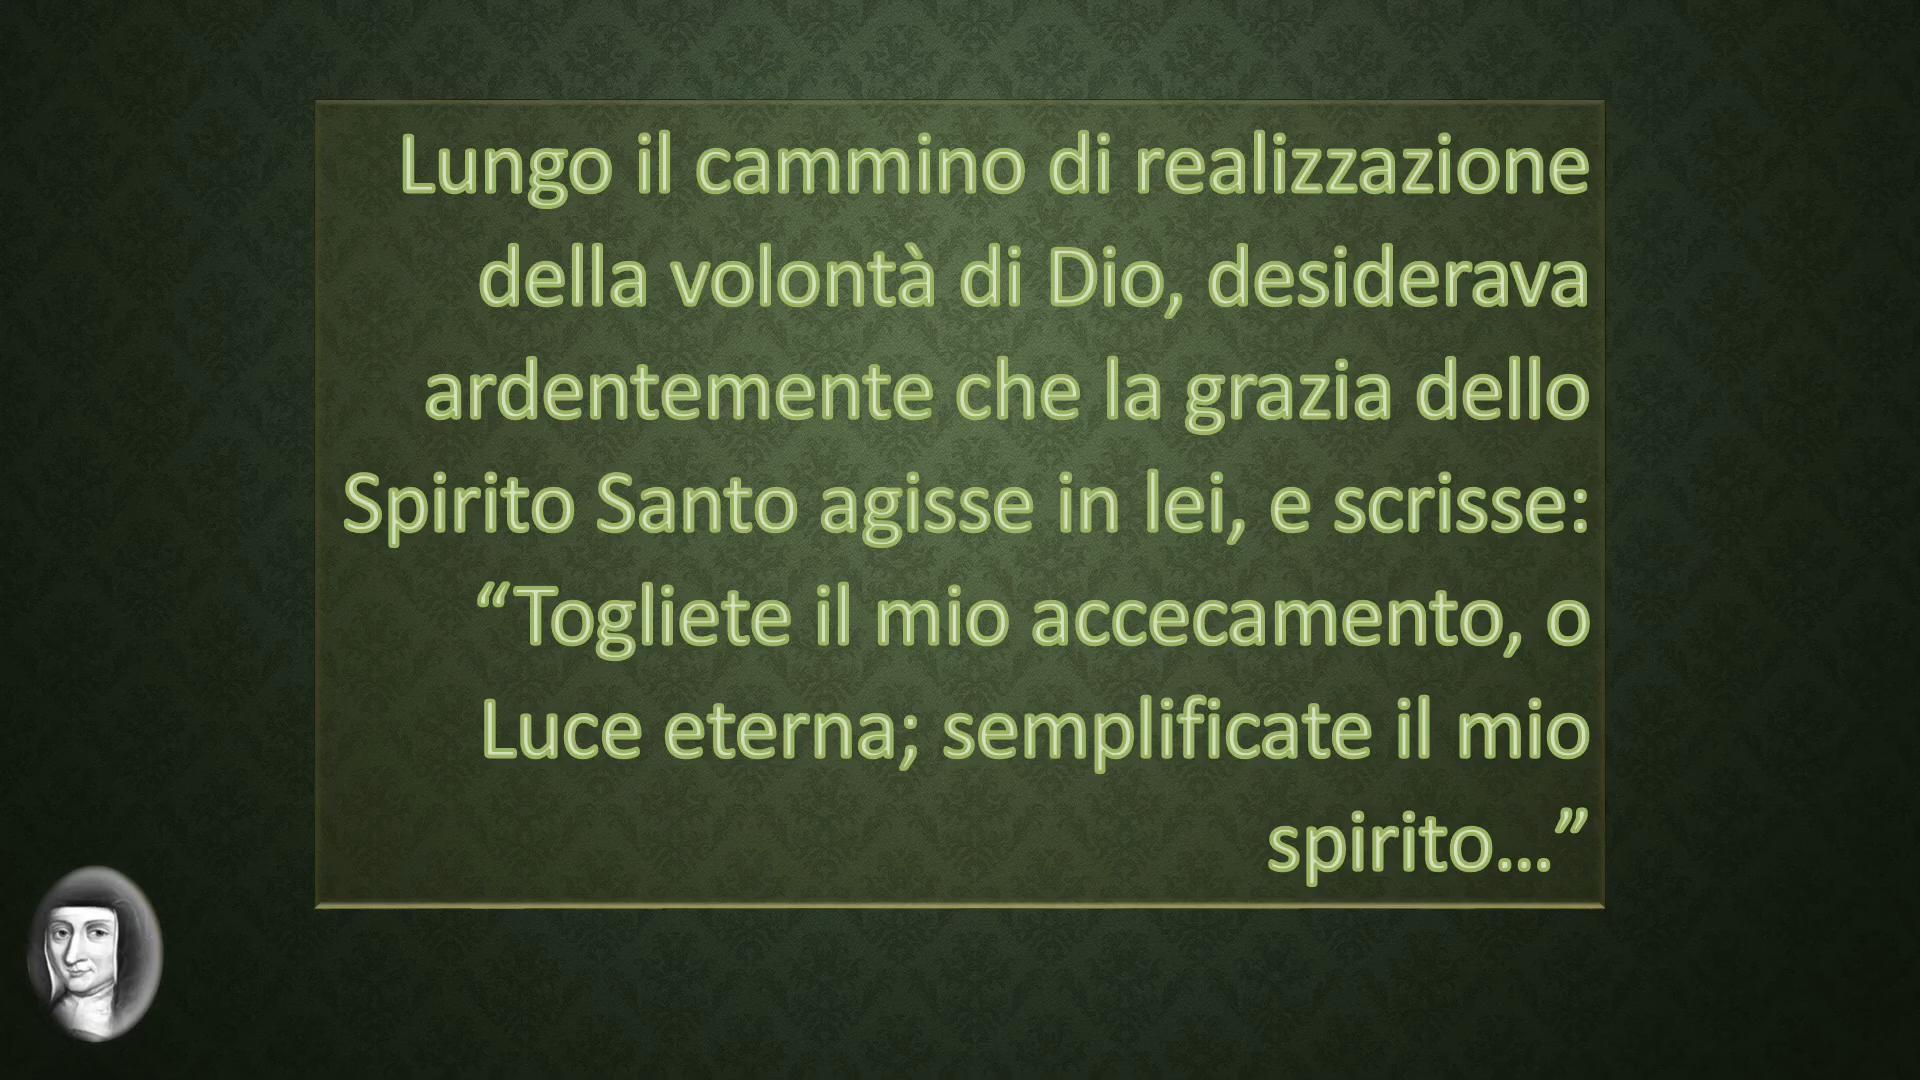 Lungo il cammino di realizzazione
della volontà di Dio, desiderava
ardentemente che la grazia dello
Spirito Santo agisse in lei, e scrisse:
“Togliete il mio accecamento, o
Luce eterna; semplificate il mio
spirito…”